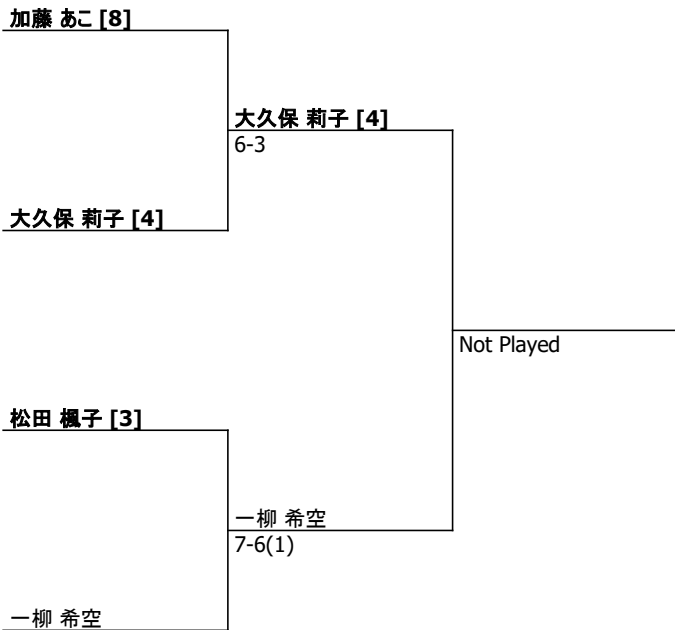 加藤 あこ [8]
大久保 莉子 [4]
6-3
大久保 莉子 [4]
Not Played
松田 楓子 [3]
一柳 希空
7-6(1)
一柳 希空